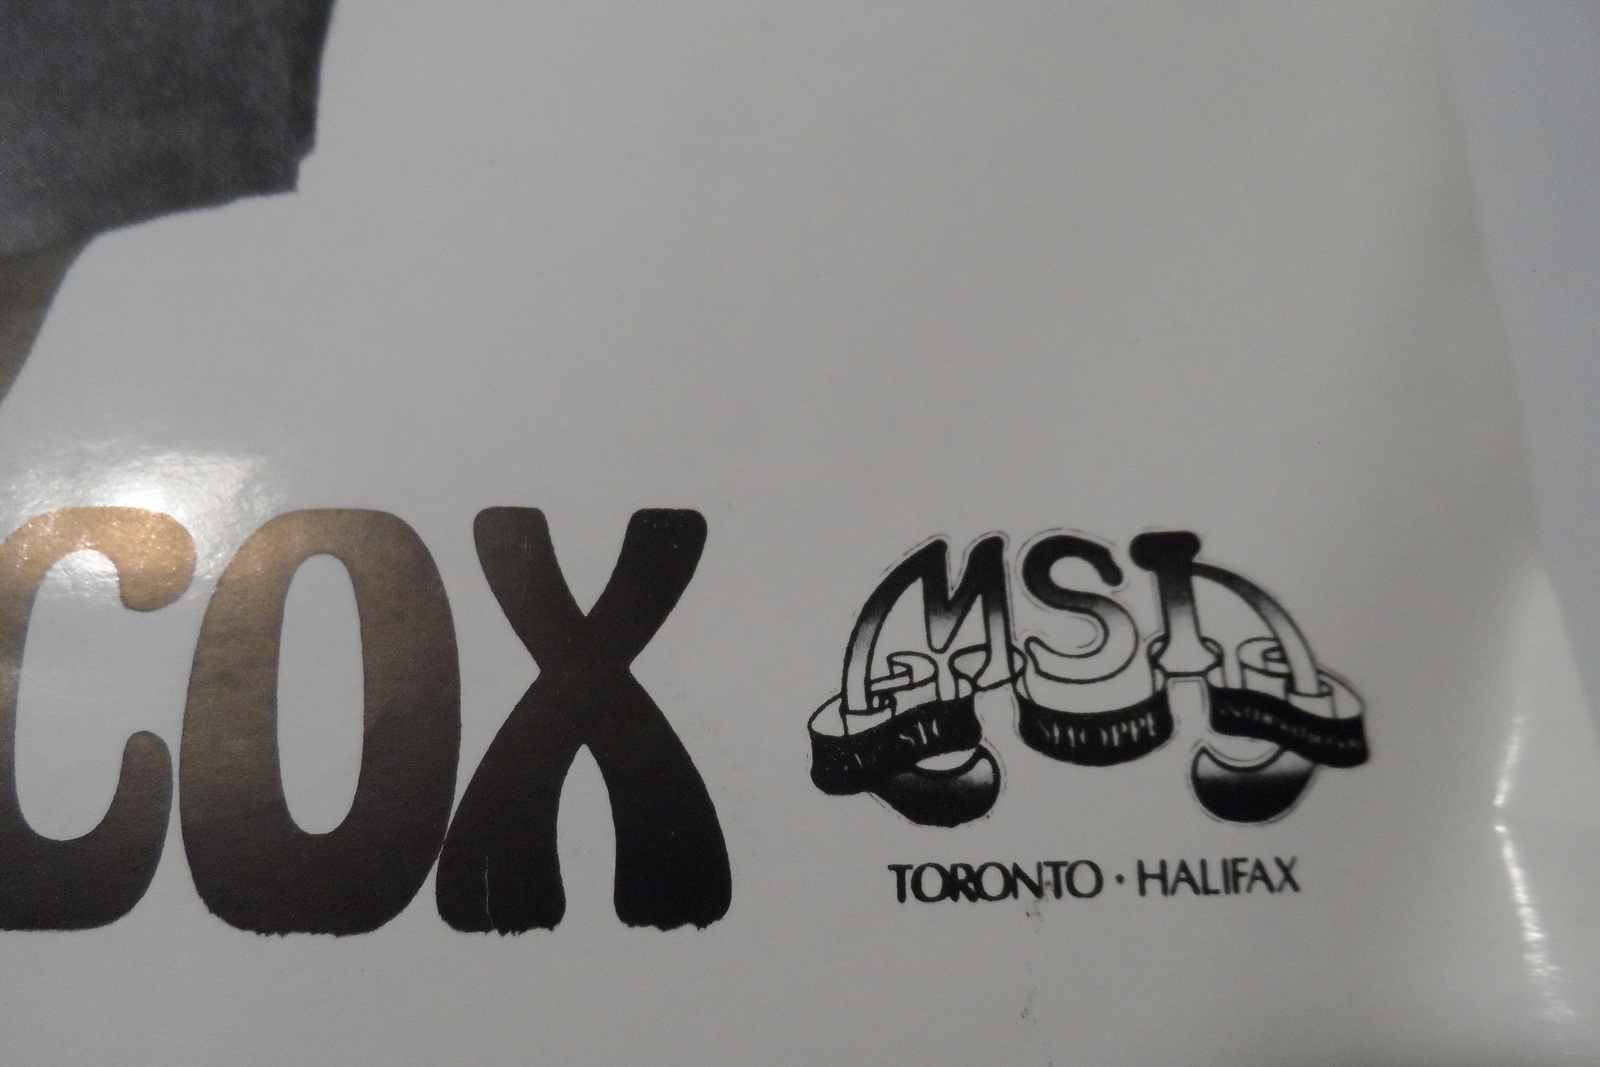 COX
MSI
SHOPPE
TORONTO · HALIFAX